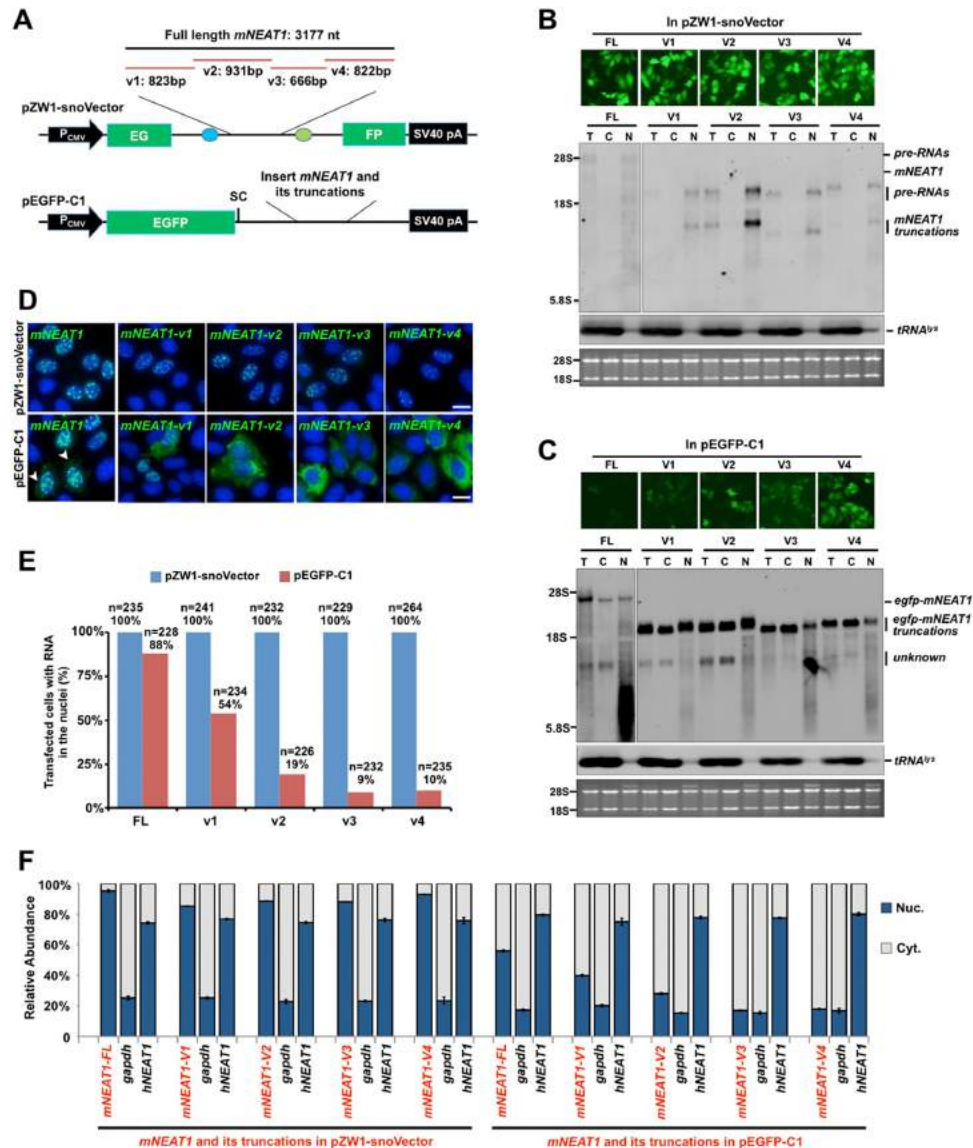 A
Full length mNEAT1: 3177 nt
v2: 931bp v4: 822bp
v1: 823bp v3: 666bp
pZW1-snoVector
PCMV EG FP SV40 pA
Insert mNEAT1 and
its truncations
pEGFP-C1
SC
PCMV EGFP SV40 pA
B
In pZW1-snoVector
FL V1 V2 V3 V4
FL V1 V2 V3 V4
T C N T C N T C N T C N T C N
28S
18S
5.8S
pre-RNAs
mNEAT1
pre-RNAs
mNEAT1
truncations
tRNAlys
28S
18S
C
In pEGFP-C1
FL V1 V2 V3 V4
FL V1 V2 V3 V4
T C N T C N T C N T C N T C N
28S
18S
5.8S
egfp-mNEAT1
egfp-mNEAT1
truncations
unknown
tRNAlys
28S
18S
D
pZW1-snoVector
mNEAT1 mNEAT1-v1 mNEAT1-v2 mNEAT1-v3 mNEAT1-v4
pEGFP-C1
mNEAT1 mNEAT1-v1 mNEAT1-v2 mNEAT1-v3 mNEAT1-v4
E
pZW1-snoVector pEGFP-C1
Transfected cells with RNA
in the nuclei (%)
100%
75%
50%
25%
0%
n=235
100%
n=228
88%
n=241
100%
n=234
54%
n=232
100%
n=226
19%
n=229
100%
n=232
9%
n=264
100%
n=235
10%
FL v1 v2 v3 v4
F
Relative Abundance
100%
80%
60%
40%
20%
0
Nuc.
Cyt.
mNEAT1-FL gapdh hNEAT1 mNEAT1-V1 gapdh hNEAT1 mNEAT1-V2 gapdh hNEAT1 mNEAT1-V3 gapdh hNEAT1 mNEAT1-V4 gapdh hNEAT1 mNEAT1-FL gapdh hNEAT1 mNEAT1-V1 gapdh hNEAT1 mNEAT1-V2 gapdh hNEAT1 mNEAT1-V3 gapdh hNEAT1 mNEAT1-V4 gapdh hNEAT1
mNEAT1 and its truncations in pZW1-snoVector
mNEAT1 and its truncations in pEGFP-C1